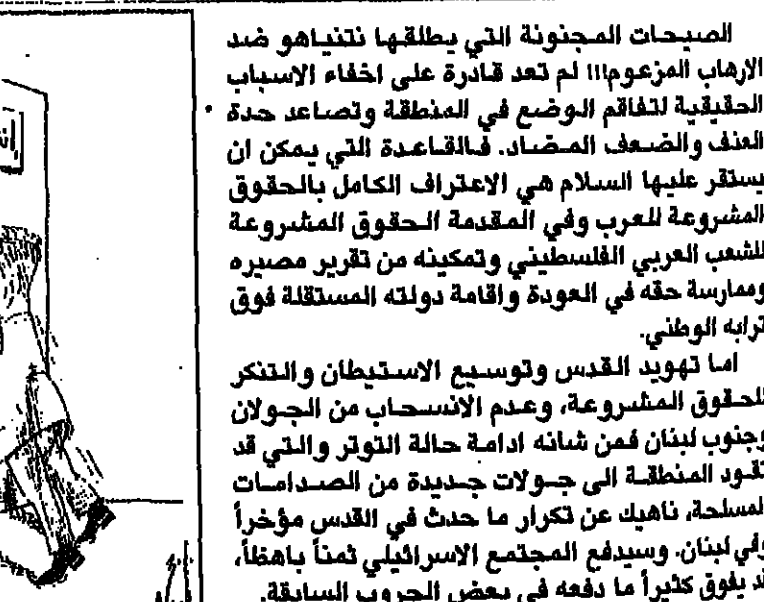 الصيحات المجنونة التي يطلقها نتنياهو ضد
الارهاب المزعوم!!! لم تعد قادرة على اخفاء الاسباب
الحقيقية لتفاقم الوضع في المنطقة وتصاعد حدة
العنف والضعف المضاد. فالقاعدة التي يمكن ان
يستقر عليها السلام هي الاعتراف الكامل بالحقوق
المشروعة للعرب وفي المقدمة الحقوق المشروعة
للشعب العربي الفلسطيني وتمكينه من تقرير مصيره
وممارسة حقه في العودة واقامة دولته المستقلة فوق
ترابه الوطني.
اما تهويد القدس وتوسيع الاستيطان والتنكر
للحقوق المشروعة، وعدم الانسحاب من الجولان
وجنوب لبنان فمن شانه ادامة حالة التوتر والتي قد
تقود المنطقة الى جولات جديدة من الصدامات
المسلحة، ناهيك عن تكرار ما حدث في القدس مؤخراً
وفي لبنان. وسيدفع المجتمع الاسرائيلي ثمناً باهظاً،
قد يفوق كثيراً ما دفعه في بعض الحروب السابقة.